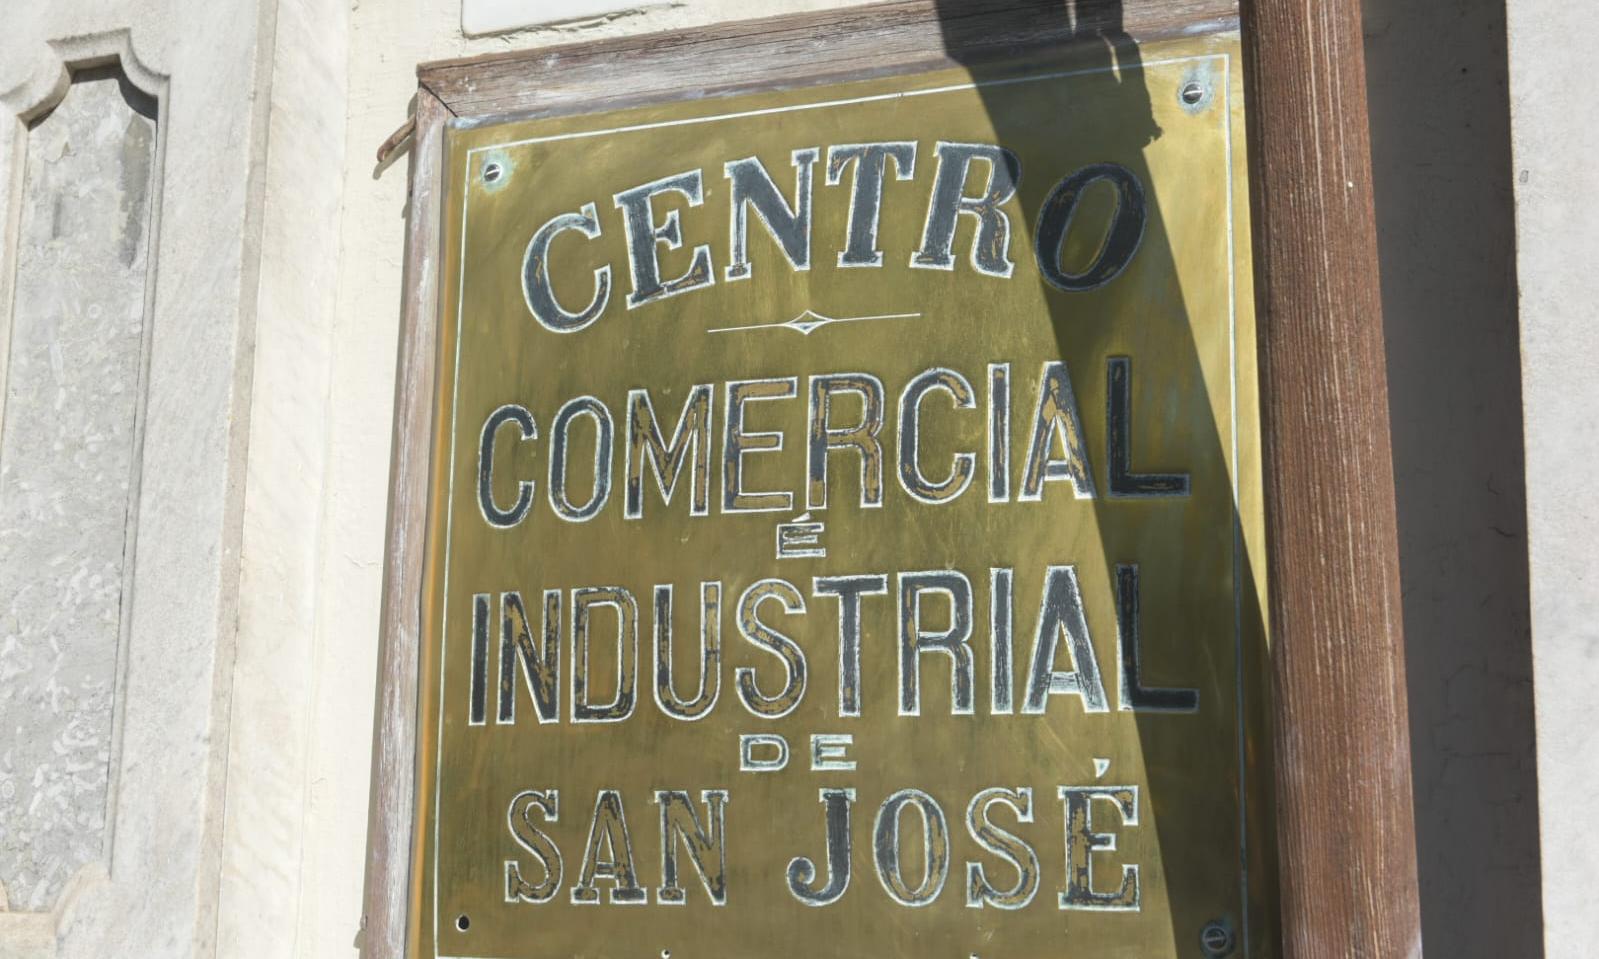 CENTRO
COMERCIAL
É
INDUSTRIAL
DE
SAN JOSÉ